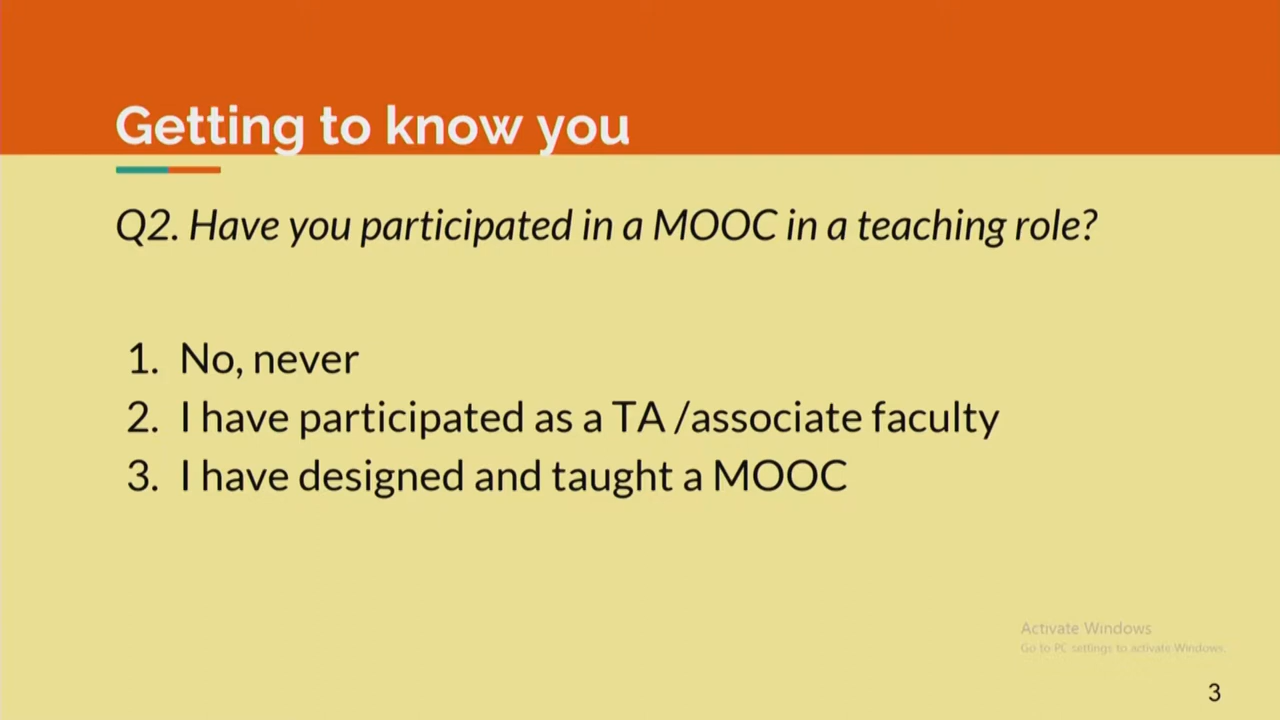 Getting to know you
Q2. Have you participated in a MOOC in a teaching role?
1. No, never
2. I have participated as a TA /associate faculty
3. I have designed and taught a MOOC
Activate Windows
Go to PC settings to activate Windows.
3